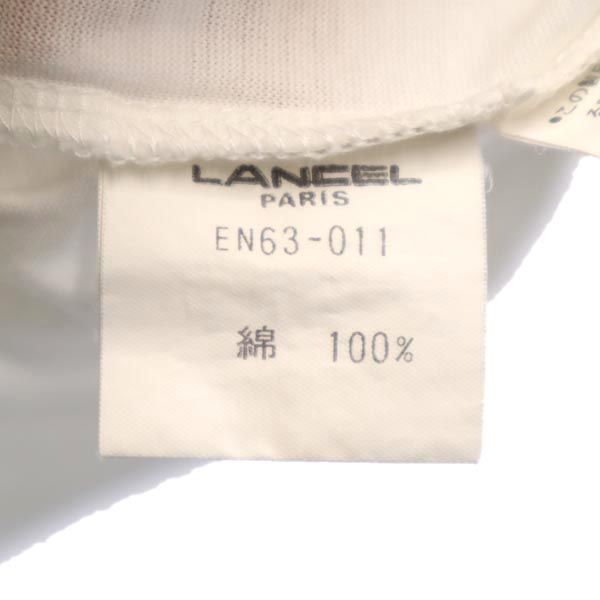 LANCEL
PARIS
EN63-011
綿 100%